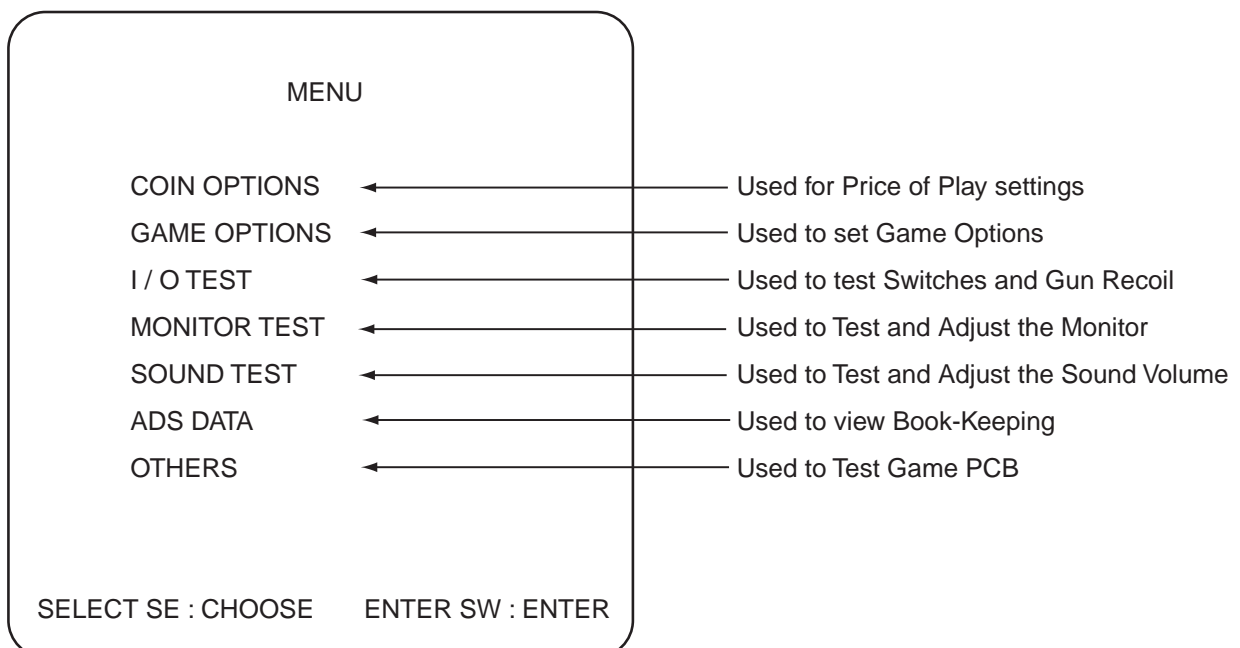 MENU
COIN OPTIONS Used for Price of Play settings
GAME OPTIONS Used to set Game Options
I / O TEST Used to test Switches and Gun Recoil
MONITOR TEST Used to Test and Adjust the Monitor
SOUND TEST Used to Test and Adjust the Sound Volume
ADS DATA Used to view Book-Keeping
OTHERS Used to Test Game PCB
SELECT SE : CHOOSE ENTER SW : ENTER